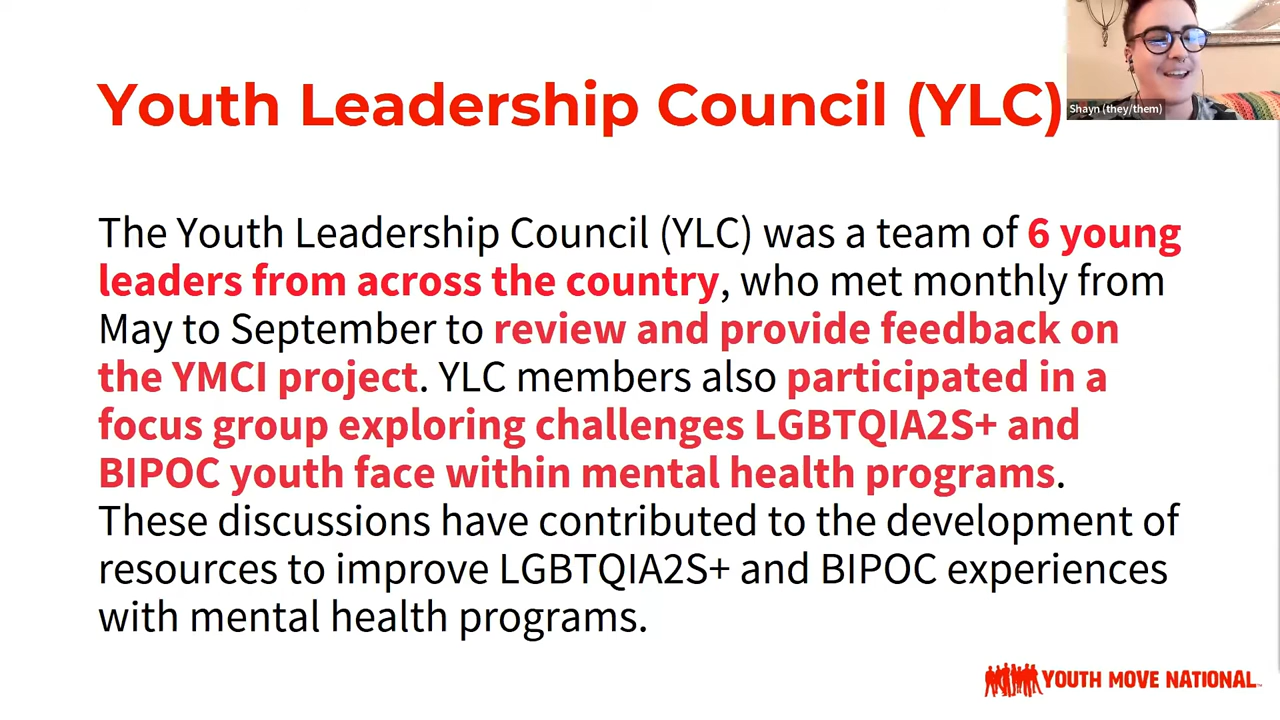 Youth Leadership Council (YLC)
Shayn (they/them)
The Youth Leadership Council (YLC) was a team of 6 young
leaders from across the country, who met monthly from
May to September to review and provide feedback on
the YMCI project. YLC members also participated in a
focus group exploring challenges LGBTQIA2S+ and
BIPOC youth face within mental health programs.
These discussions have contributed to the development of
resources to improve LGBTQIA2S+ and BIPOC experiences
with mental health programs.
YOUTH MOVE NATIONAL